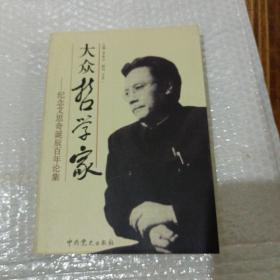 大众哲学家
——纪念艾思奇诞辰百年论集
中共党史出版社